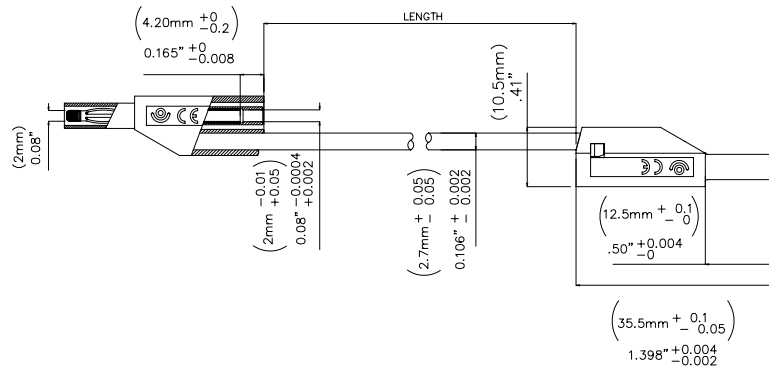 (4.20mm +0 -0.2)
0.165" +0 -0.008
LENGTH
(10.5mm)
.41"
(2mm)
0.08"
CE
(2mm -0.01 +0.05)
0.08" -0.0004 +0.002
(2.7mm + 0.05 - 0.05)
0.106" + 0.002 - 0.002
CE
(12.5mm + 0.1 - 0)
.50" +0.004 -0
(35.5mm + 0.1 - 0.05)
1.398" +0.004 -0.002